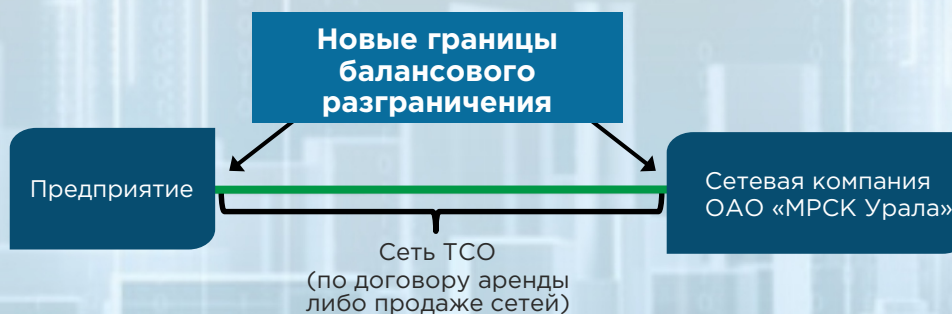 Новые границы
балансового
разграничения
Предприятие
Сетевая компания
ОАО «МРСК Урала»
Сеть ТСО
(по договору аренды
либо продаже сетей)